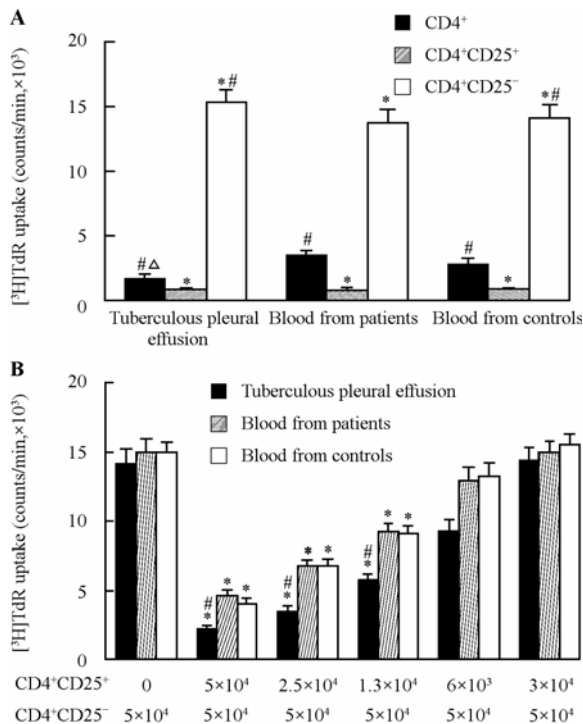 A
CD4⁺
CD4⁺CD25⁺
CD4⁺CD25⁻
[³H]TdR uptake (counts/min,×10³)
20
15
10
5
0
#△ * *#
# * *
# * *#
Tuberculous pleural effusion
Blood from patients
Blood from controls
B
Tuberculous pleural effusion
Blood from patients
Blood from controls
[³H]TdR uptake (counts/min,×10³)
20
15
10
5
0
#* * *
#* * *
#* * *
CD4⁺CD25⁺ 0 5×10⁴ 2.5×10⁴ 1.3×10⁴ 6×10³ 3×10⁴
CD4⁺CD25⁻ 5×10⁴ 5×10⁴ 5×10⁴ 5×10⁴ 5×10⁴ 5×10⁴